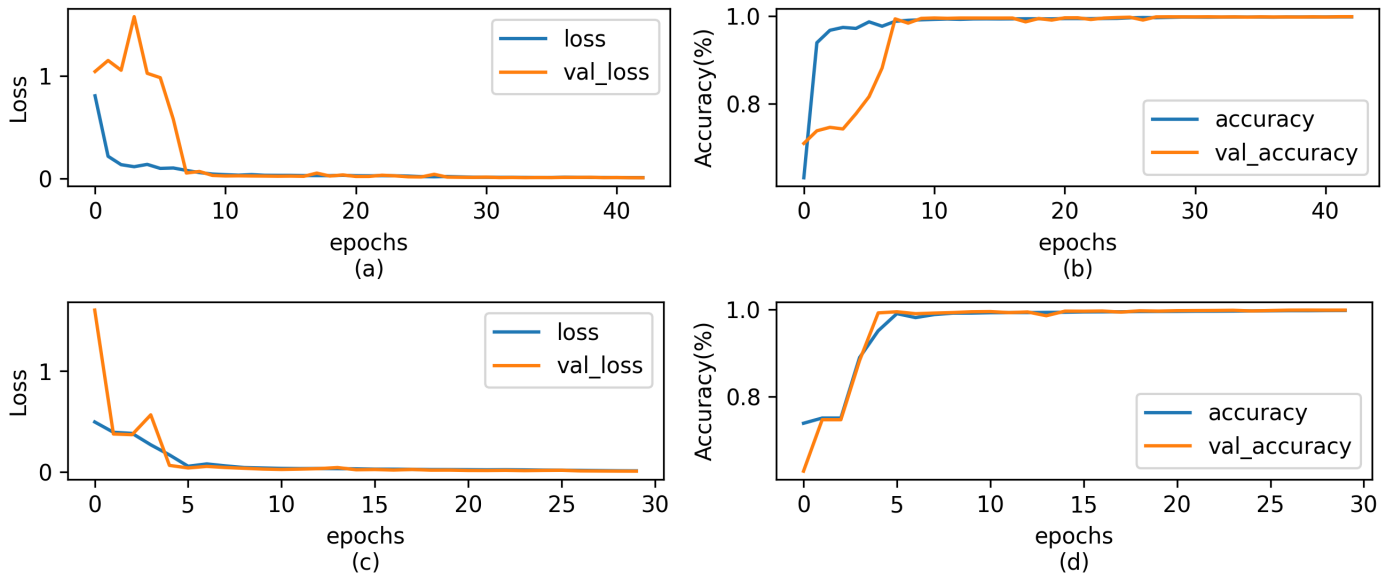 Loss
1
0
loss
val_loss
0 10 20 30 40
epochs
(a)
Accuracy(%)
1.0
0.8
accuracy
val_accuracy
0 10 20 30 40
epochs
(b)
Loss
1
0
loss
val_loss
0 5 10 15 20 25 30
epochs
(c)
Accuracy(%)
1.0
0.8
accuracy
val_accuracy
0 5 10 15 20 25 30
epochs
(d)